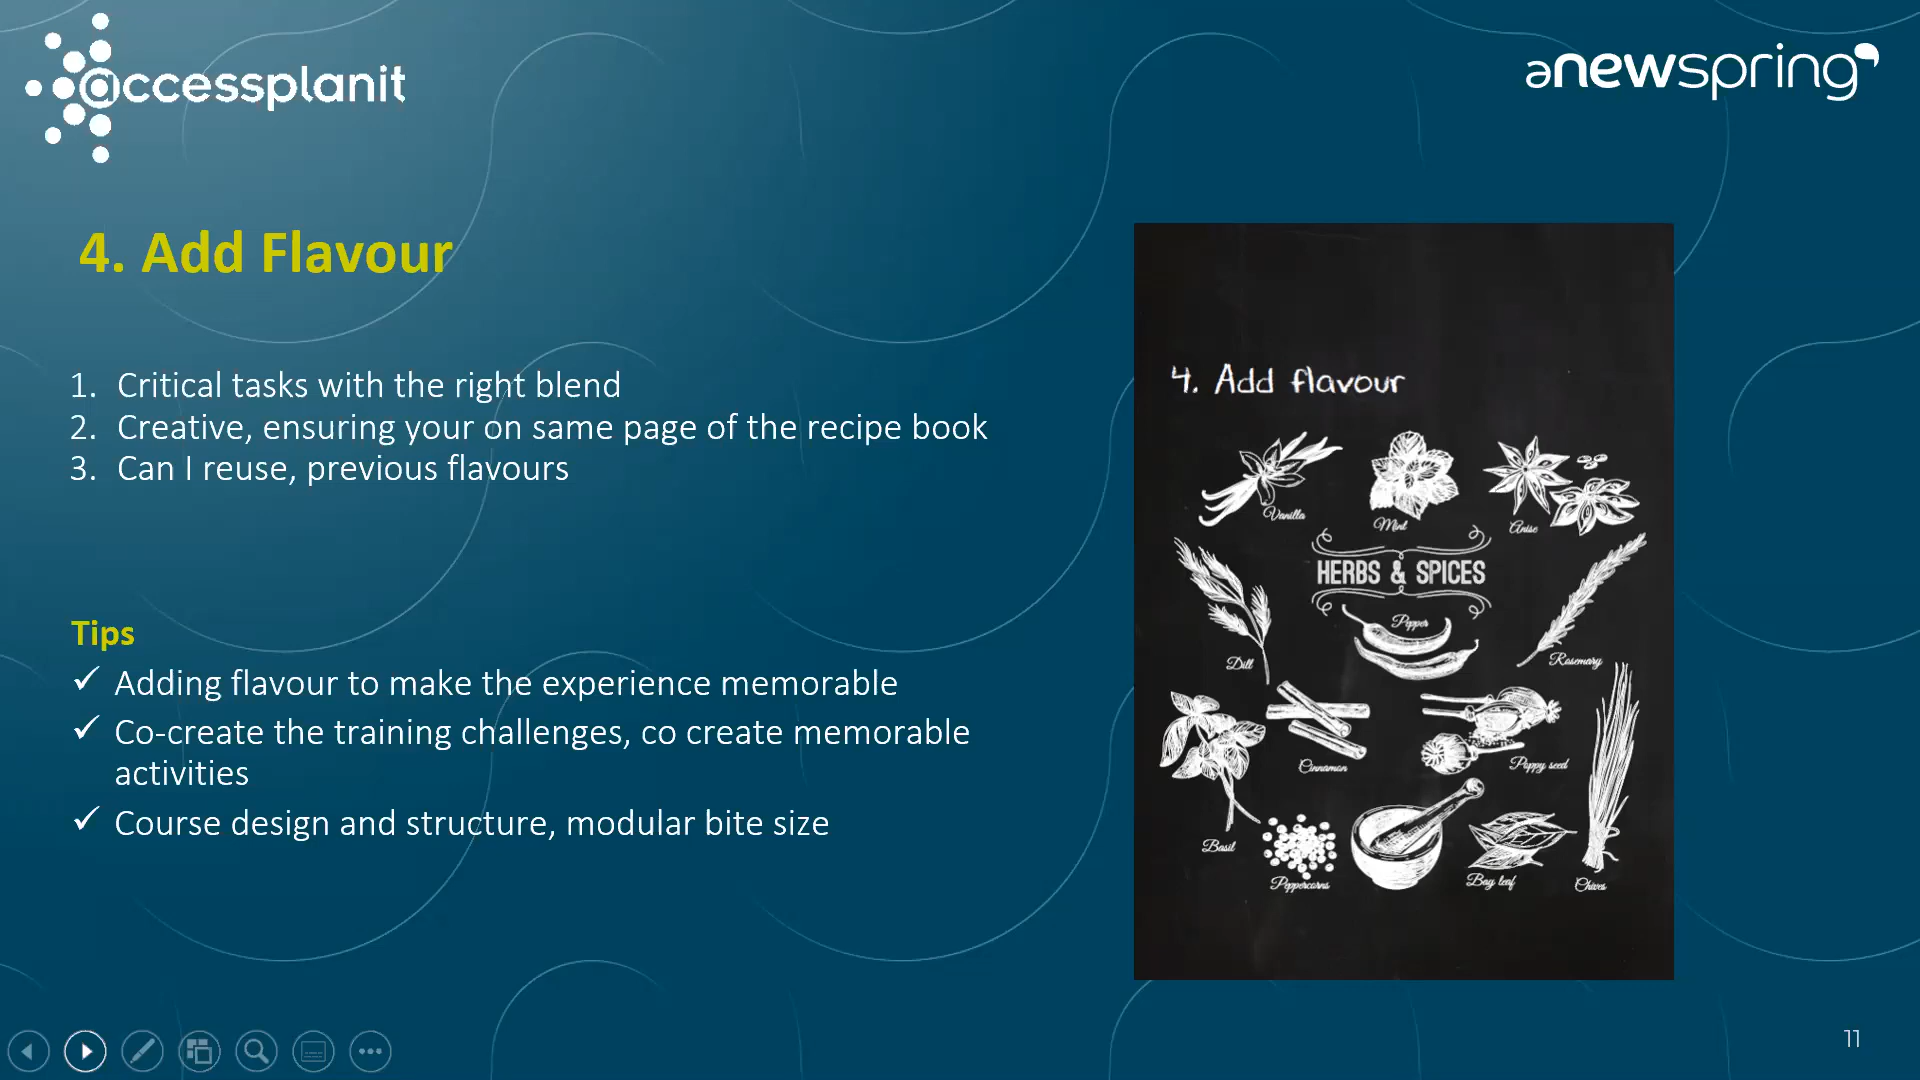 accessplanit
anewspring
4. Add Flavour
1. Critical tasks with the right blend
2. Creative, ensuring your on same page of the recipe book
3. Can I reuse, previous flavours
Tips
✓ Adding flavour to make the experience memorable
✓ Co-create the training challenges, co create memorable
activities
✓ Course design and structure, modular bite size
4. Add flavour
Vanilla
Mint
Anise
HERBS & SPICES
Pepper
Dill
Rosemary
Cinnamon
Poppy seed
Basil
Peppercorns
Bay leaf
Chives
11